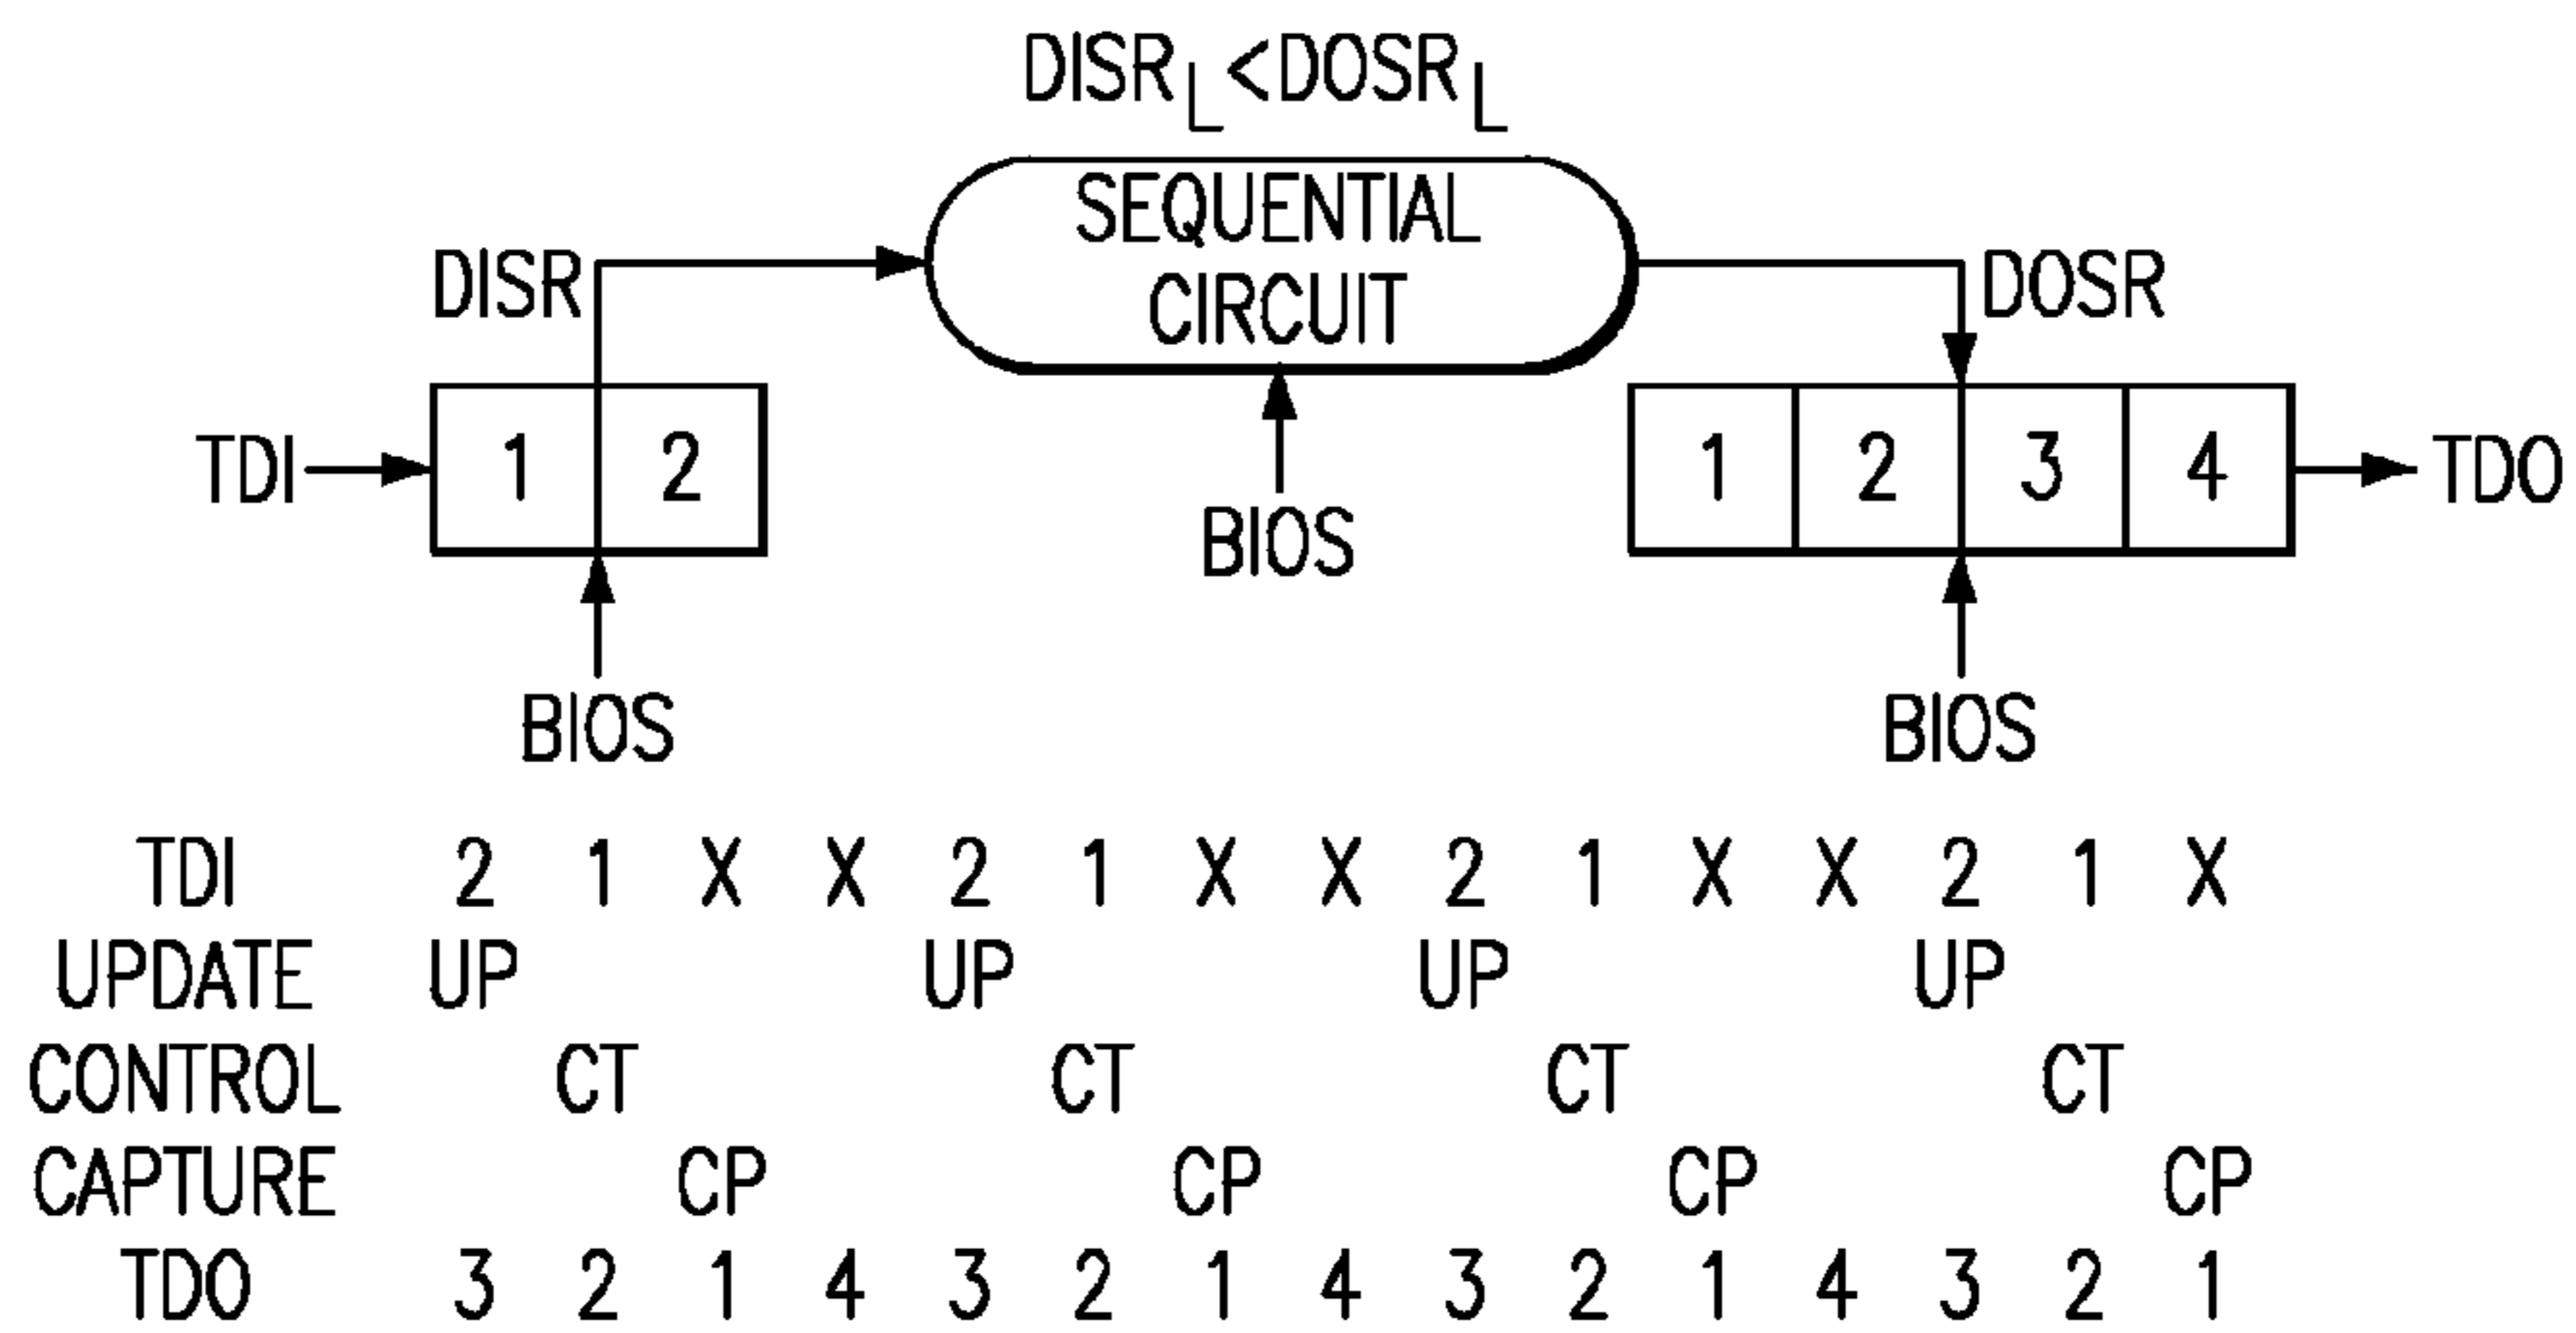 DISRL<DOSRL
SEQUENTIAL
CIRCUIT
DISR
DOSR
TDI
1 2
1 2 3 4
TDO
BIOS
BIOS
BIOS
TDI 2 1 X X 2 1 X X 2 1 X X 2 1 X
UPDATE UP UP UP UP
CONTROL CT CT CT CT
CAPTURE CP CP CP CP
TDO 3 2 1 4 3 2 1 4 3 2 1 4 3 2 1